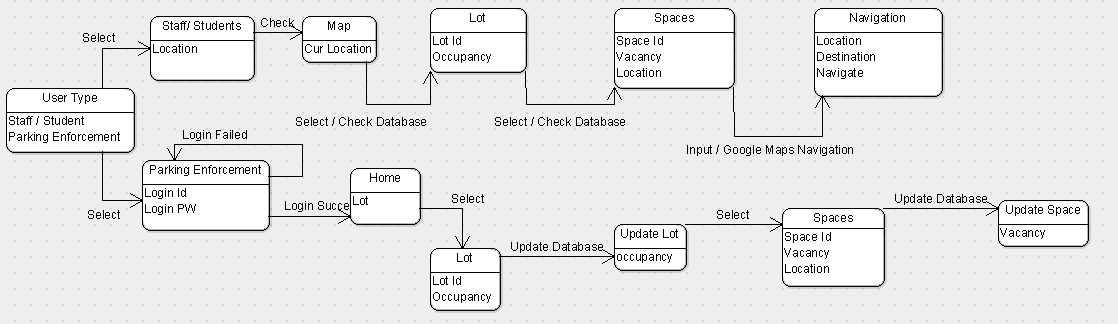 Staff/ Students
Location
Check
Map
Cur Location
Lot
Lot Id
Occupancy
Spaces
Space Id
Vacancy
Location
Navigation
Location
Destination
Navigate
Select
User Type
Staff / Student
Parking Enforcement
Select / Check Database
Select / Check Database
Input / Google Maps Navigation
Login Failed
Parking Enforcement
Login Id
Login PW
Select
Login Succe
Home
Lot
Select
Lot
Lot Id
Occupancy
Update Database
Update Lot
occupancy
Select
Spaces
Space Id
Vacancy
Location
Update Database
Update Space
Vacancy